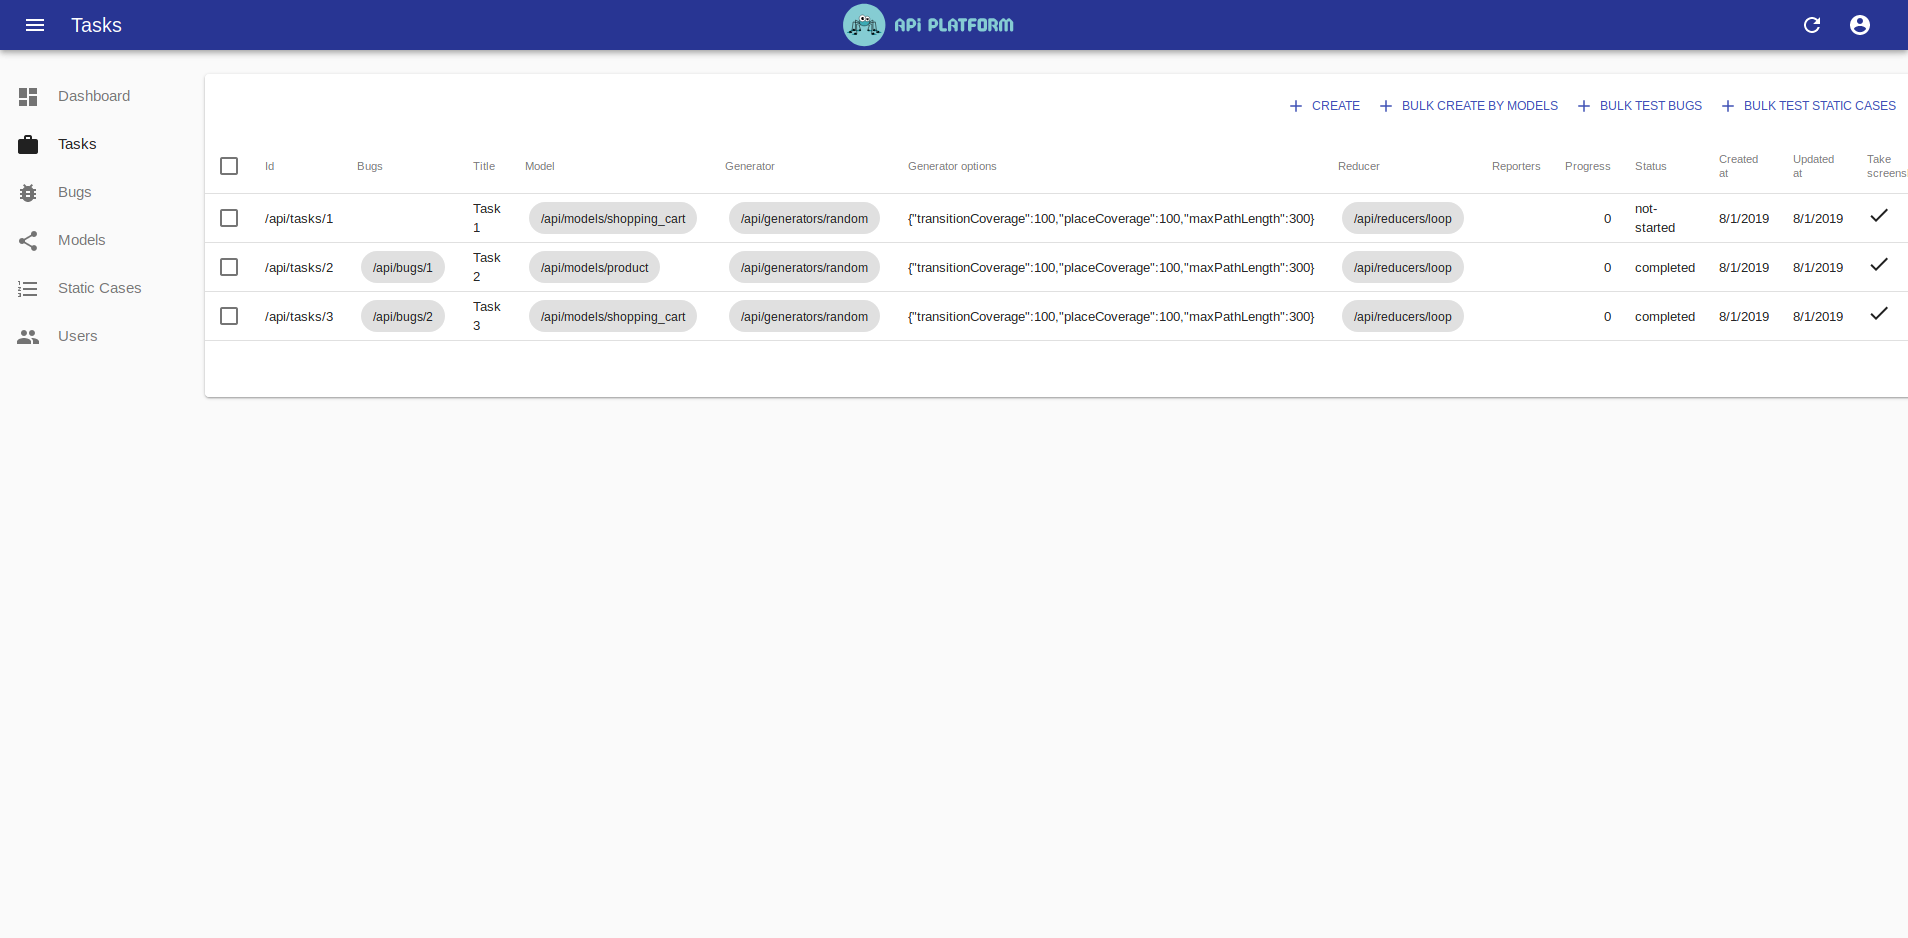 Tasks
API PLATFORM
Dashboard
Tasks
Bugs
Models
Static Cases
Users
CREATE BULK CREATE BY MODELS BULK TEST BUGS BULK TEST STATIC CASES
Id Bugs Title Model Generator Generator options Reducer Reporters Progress Status Created at Updated at Take
/api/tasks/1 Task 1 /api/models/shopping_cart /api/generators/random {"transitionCoverage":100,"placeCoverage":100,"maxPathLength":300} /api/reducers/loop 0 not-started 8/1/2019 8/1/2019
/api/tasks/2 /api/bugs/1 Task 2 /api/models/product /api/generators/random {"transitionCoverage":100,"placeCoverage":100,"maxPathLength":300} /api/reducers/loop 0 completed 8/1/2019 8/1/2019
/api/tasks/3 /api/bugs/2 Task 3 /api/models/shopping_cart /api/generators/random {"transitionCoverage":100,"placeCoverage":100,"maxPathLength":300} /api/reducers/loop 0 completed 8/1/2019 8/1/2019